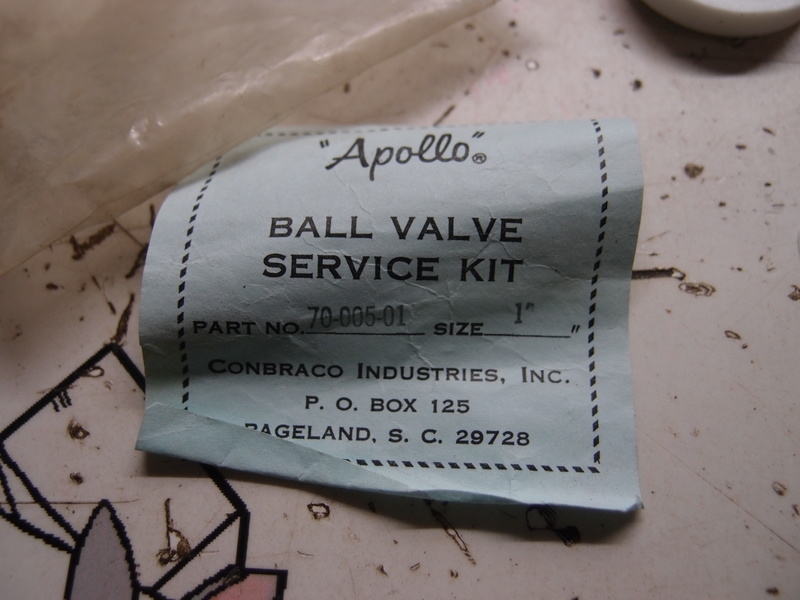 "Apollo"®
BALL VALVE
SERVICE KIT
PART NO. 70-005-01 SIZE 1" "
CONBRACO INDUSTRIES, INC.
P. O. BOX 125
PAGELAND, S. C. 29728